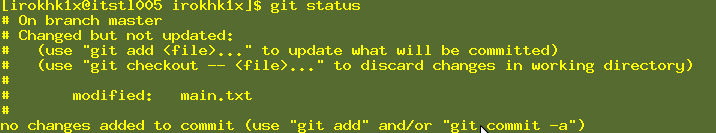 [irokhk1x@itstl005 irokhk1x]$ git status
# On branch master
# Changed but not updated:
#   (use "git add <file>..." to update what will be committed)
#   (use "git checkout -- <file>..." to discard changes in working directory)
#
#       modified:   main.txt
#
no changes added to commit (use "git add" and/or "git commit -a")